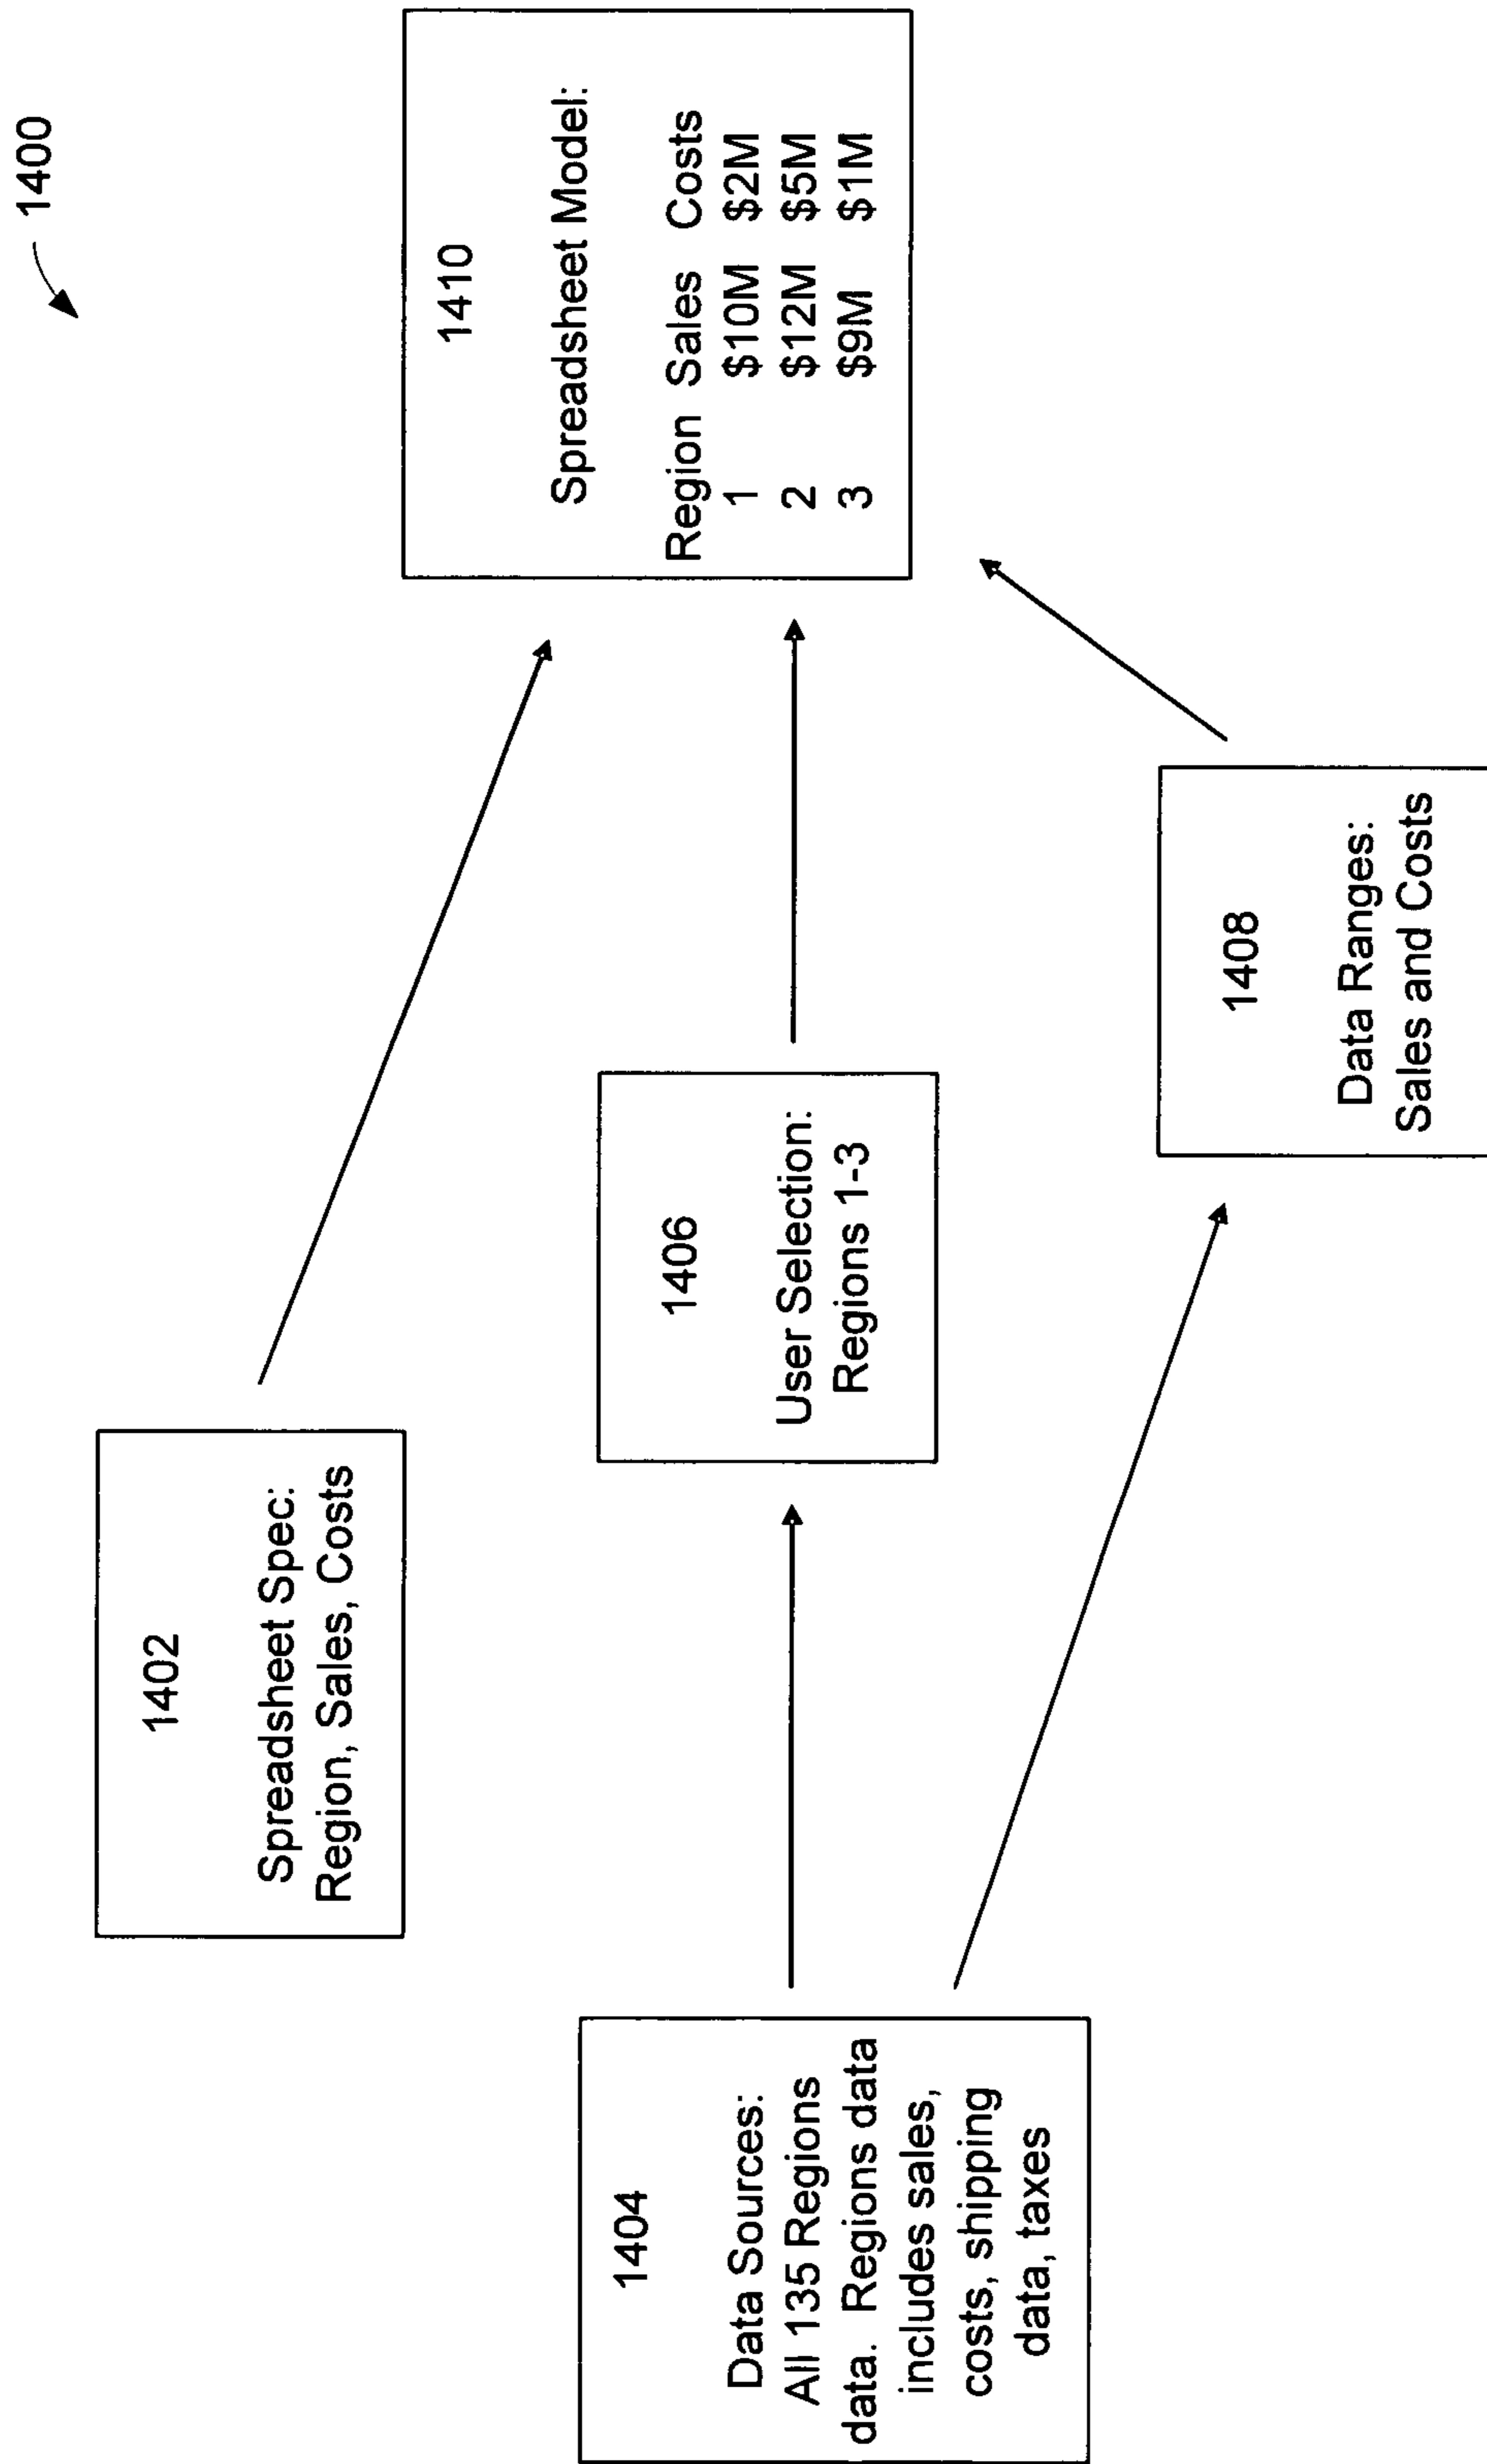 1400
1402
Spreadsheet Spec:
Region, Sales, Costs
1404
Data Sources:
All 135 Regions
data. Regions data
includes sales,
costs, shipping
data, taxes
1406
User Selection:
Regions 1-3
1408
Data Ranges:
Sales and Costs
1410
Spreadsheet Model:
Region Sales Costs
1 $10M $2M
2 $12M $5M
3 $9M $1M